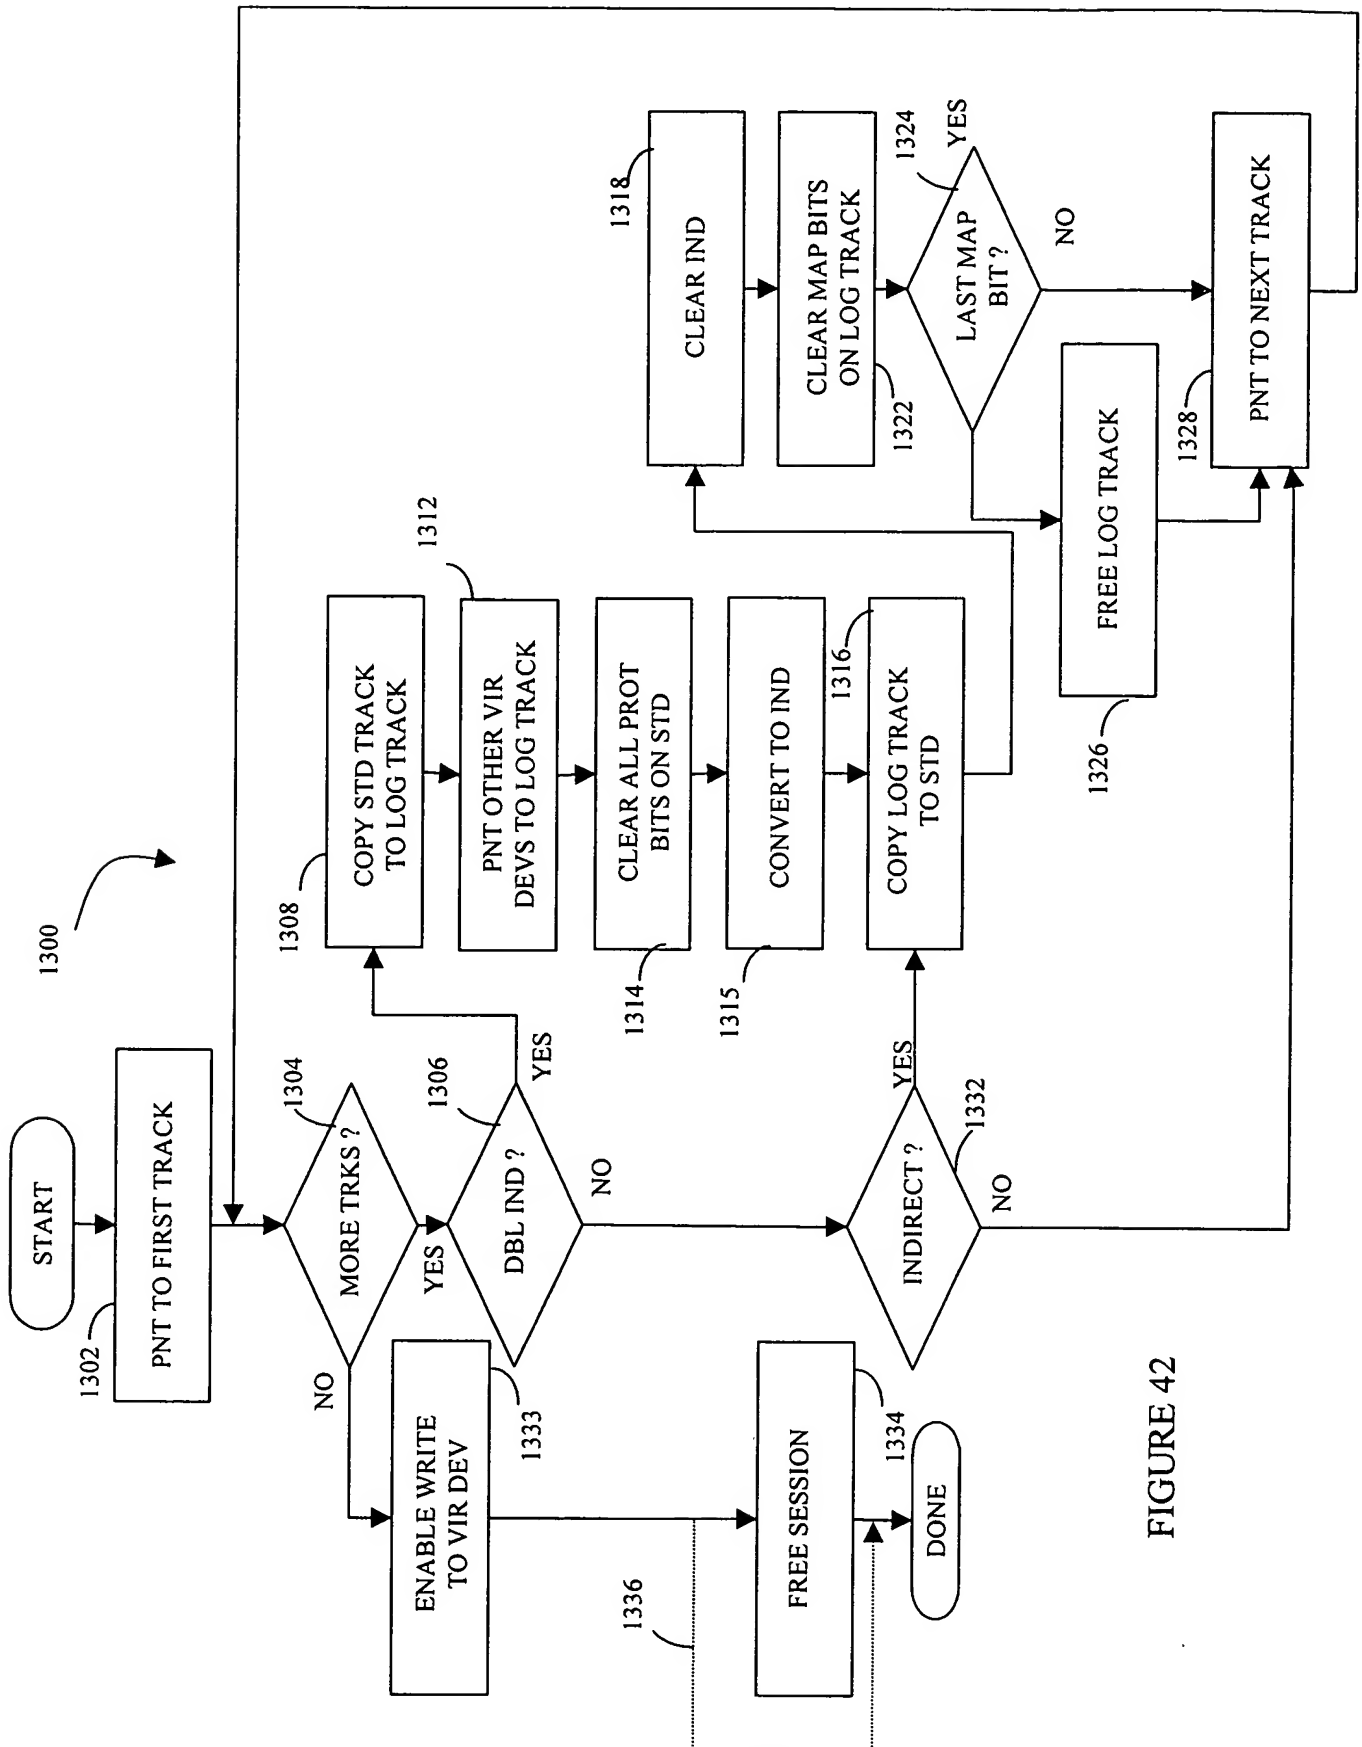 1300
START
1302
PNT TO FIRST TRACK
1304
MORE TRKS ?
NO
YES
1306
DBL IND ?
YES
NO
1308
COPY STD TRACK
TO LOG TRACK
1312
PNT OTHER VIR
DEVS TO LOG TRACK
CLEAR ALL PROT
BITS ON STD
1314
CONVERT TO IND
1315
1316
COPY LOG TRACK
TO STD
1318
CLEAR IND
CLEAR MAP BITS
ON LOG TRACK
1322
1324
LAST MAP
BIT ?
YES
NO
FREE LOG TRACK
1326
1328
PNT TO NEXT TRACK
INDIRECT ?
YES
1332
NO
ENABLE WRITE
TO VIR DEV
1333
1336
FREE SESSION
1334
DONE
FIGURE 42